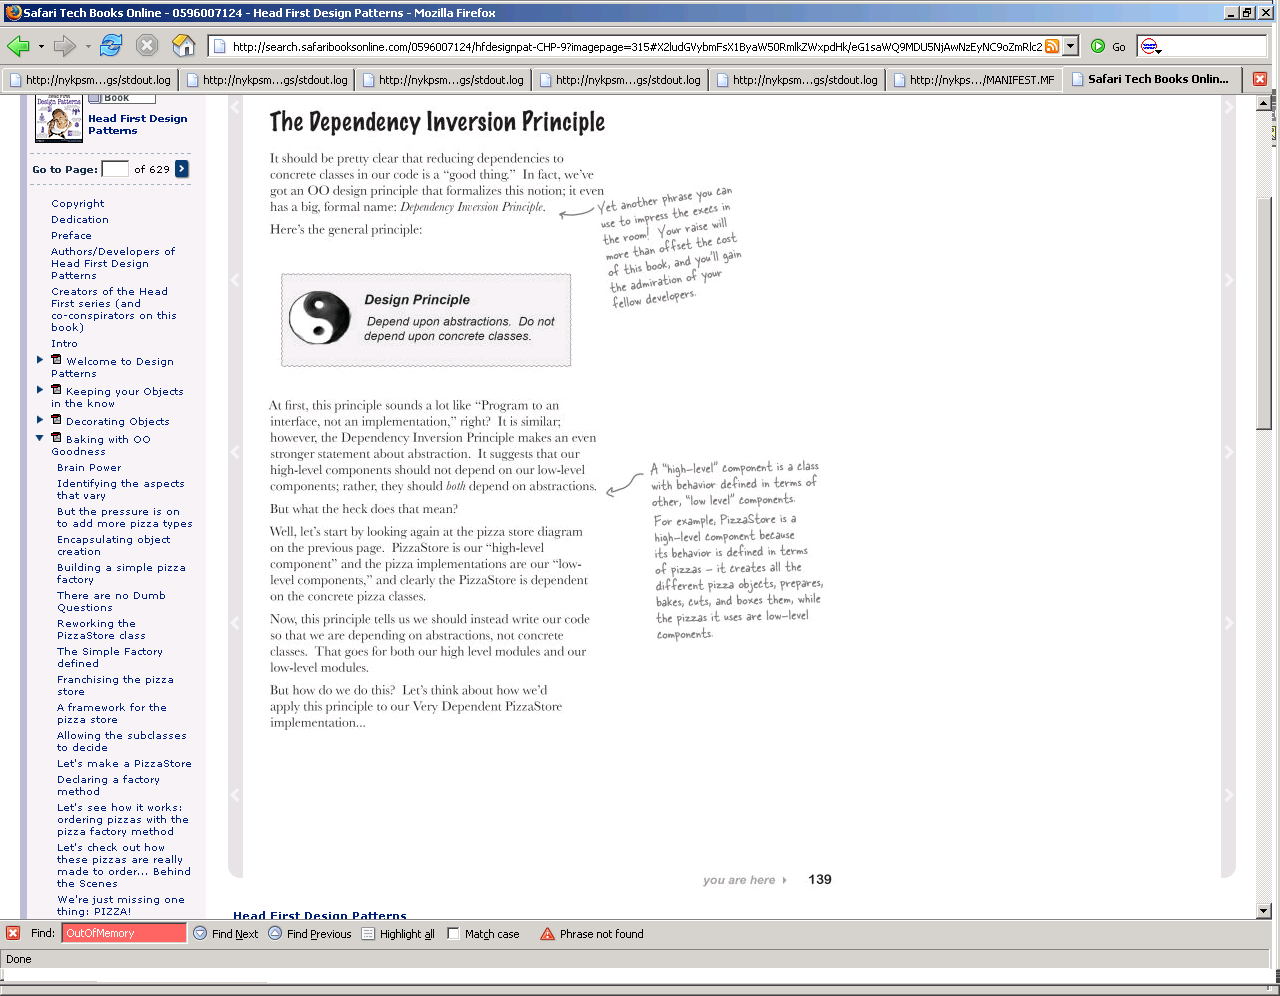 Safari Tech Books Online - 0596007124 - Head First Design Patterns - Mozilla Firefox
http://search.safaribooksonline.com/0596007124/hfdesignpat-CHP-9?imagepage=315#X2ludGVybmFsX1ByaW50RmlkZWxpdHk/eG1saWQ9MDU5NjAwNzEyNC9oZmRlc2
Go
http://nykpsm...gs/stdout.log
http://nykpsm...gs/stdout.log
http://nykpsm...gs/stdout.log
http://nykpsm...gs/stdout.log
http://nykpsm...gs/stdout.log
http://nykps.../MANIFEST.MF
Safari Tech Books Onlin...
Head First
Design Patterns
Book
Head First Design
Patterns
Go to Page: of 629
Copyright
Dedication
Preface
Authors/Developers of
Head First Design
Patterns
Creators of the Head
First series (and
co-conspirators on this
book)
Intro
Welcome to Design
Patterns
Keeping your Objects
in the know
Decorating Objects
Baking with OO
Goodness
Brain Power
Identifying the aspects
that vary
But the pressure is on
to add more pizza types
Encapsulating object
creation
Building a simple pizza
factory
There are no Dumb
Questions
Reworking the
PizzaStore class
The Simple Factory
defined
Franchising the pizza
store
A framework for the
pizza store
Allowing the subclasses
to decide
Let's make a PizzaStore
Declaring a factory
method
Let's see how it works:
ordering pizzas with the
pizza factory method
Let's check out how
these pizzas are really
made to order... Behind
the Scenes
We're just missing one
thing: PIZZA!
The Dependency Inversion Principle
It should be pretty clear that reducing dependencies to
concrete classes in our code is a “good thing.” In fact, we’ve
got an OO design principle that formalizes this notion; it even
has a big, formal name: Dependency Inversion Principle.
Yet another phrase you can
use to impress the execs in
the room! Your raise will
more than offset the cost
of this book, and you'll gain
the admiration of your
fellow developers.
Here’s the general principle:
Design Principle
Depend upon abstractions. Do not
depend upon concrete classes.
At first, this principle sounds a lot like “Program to an
interface, not an implementation,” right? It is similar;
however, the Dependency Inversion Principle makes an even
stronger statement about abstraction. It suggests that our
high-level components should not depend on our low-level
components; rather, they should both depend on abstractions.
A “high-level” component is a class
with behavior defined in terms of
other, “low level” components.
For example, PizzaStore is a
high-level component because
its behavior is defined in terms
of pizzas - it creates all the
different pizza objects, prepares,
bakes, cuts, and boxes them, while
the pizzas it uses are low-level
components.
But what the heck does that mean?
Well, let’s start by looking again at the pizza store diagram
on the previous page. PizzaStore is our “high-level
component” and the pizza implementations are our “low-
level components,” and clearly the PizzaStore is dependent
on the concrete pizza classes.
Now, this principle tells us we should instead write our code
so that we are depending on abstractions, not concrete
classes. That goes for both our high level modules and our
low-level modules.
But how do we do this? Let’s think about how we’d
apply this principle to our Very Dependent PizzaStore
implementation...
you are here 139
Head First Design Patterns
Find: OutOfMemory Find Next Find Previous Highlight all Match case Phrase not found
Done